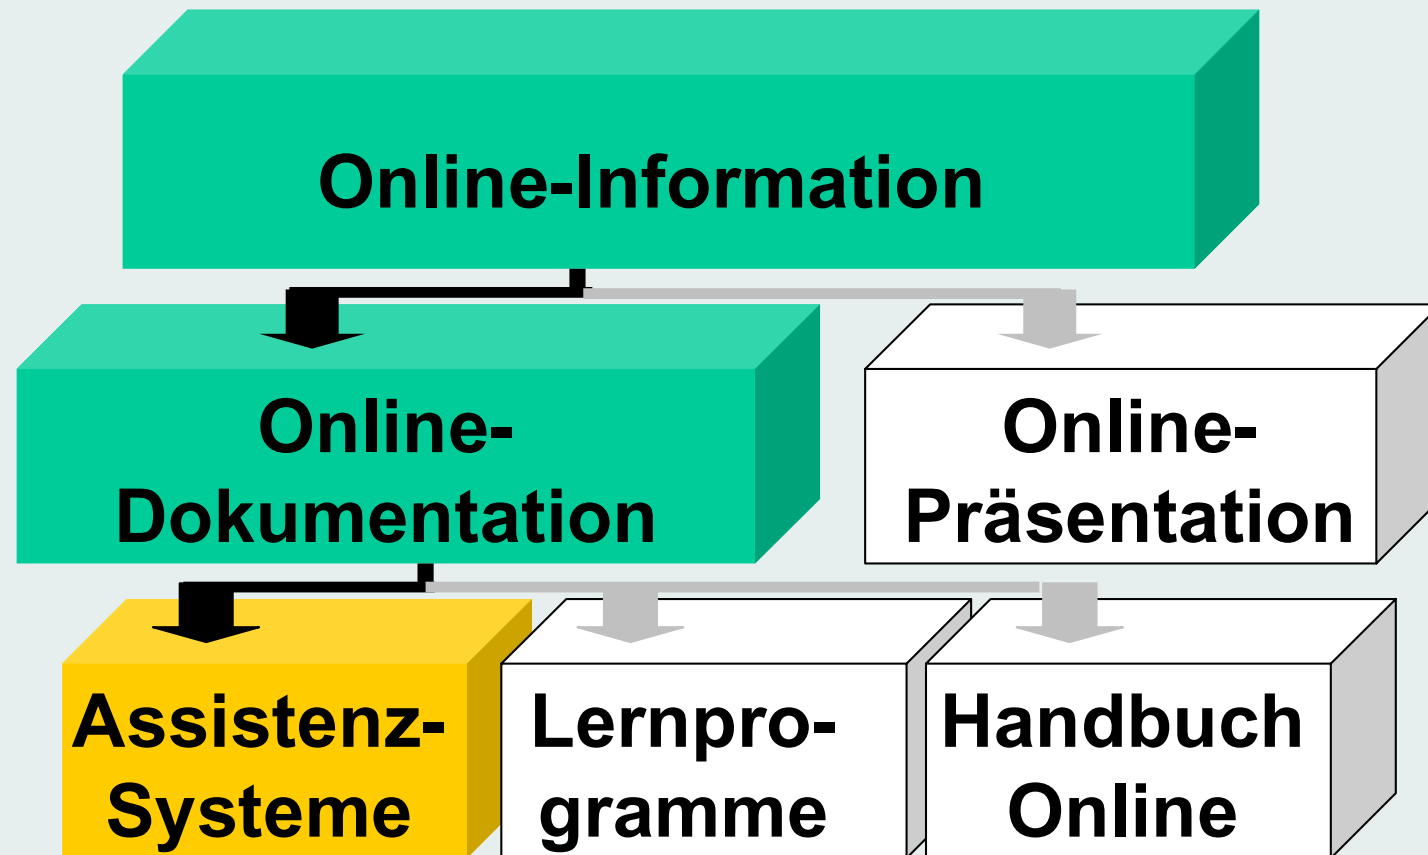 Online-Information
Online-
Dokumentation
Online-
Präsentation
Assistenz-
Systeme
Lernpro-
gramme
Handbuch
Online